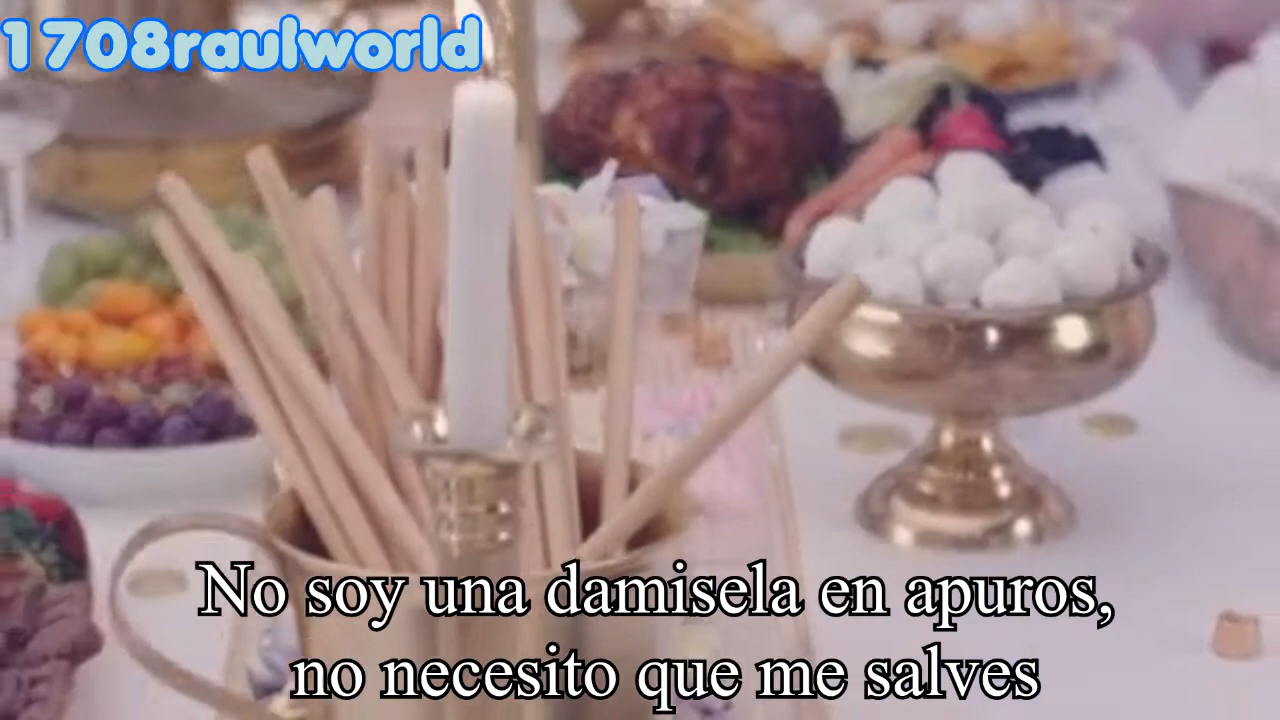 1708raulworld
No soy una damisela en apuros,
no necesito que me salves